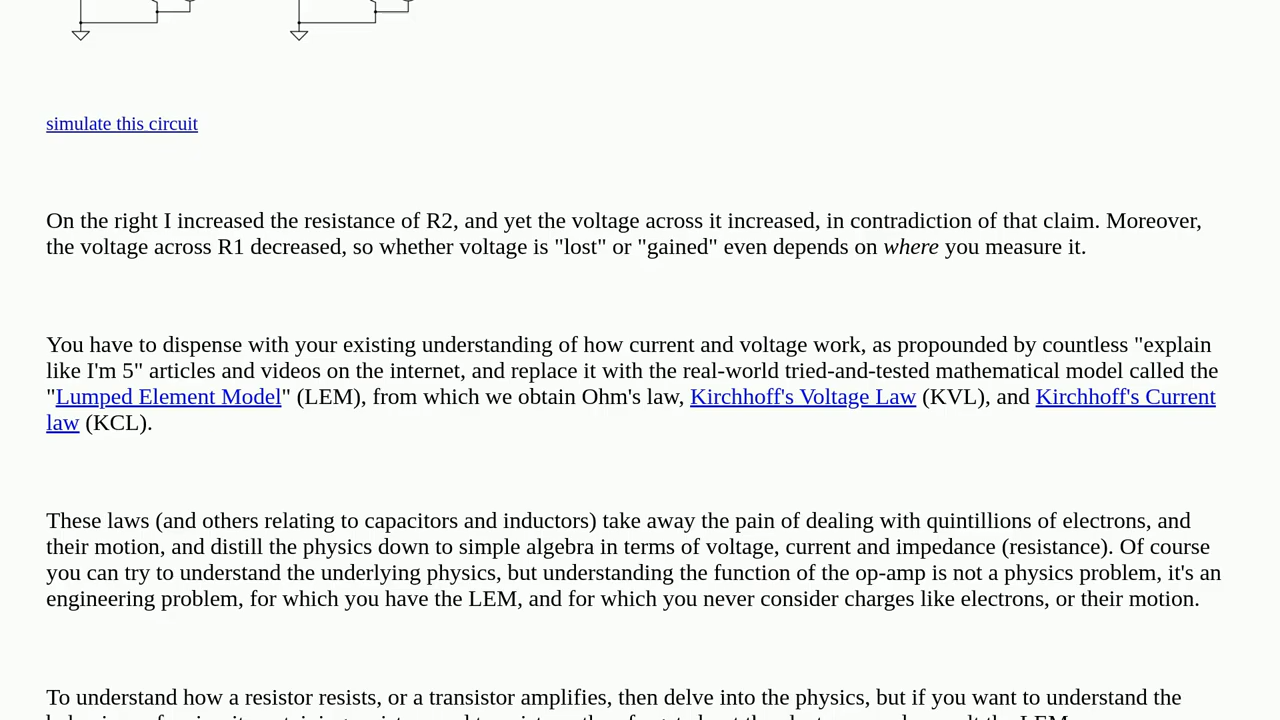 simulate this circuit
On the right I increased the resistance of R2, and yet the voltage across it increased, in contradiction of that claim. Moreover,
the voltage across R1 decreased, so whether voltage is "lost" or "gained" even depends on where you measure it.
You have to dispense with your existing understanding of how current and voltage work, as propounded by countless "explain
like I'm 5" articles and videos on the internet, and replace it with the real-world tried-and-tested mathematical model called the
"Lumped Element Model" (LEM), from which we obtain Ohm's law, Kirchhoff's Voltage Law (KVL), and Kirchhoff's Current
law (KCL).
These laws (and others relating to capacitors and inductors) take away the pain of dealing with quintillions of electrons, and
their motion, and distill the physics down to simple algebra in terms of voltage, current and impedance (resistance). Of course
you can try to understand the underlying physics, but understanding the function of the op-amp is not a physics problem, it's an
engineering problem, for which you have the LEM, and for which you never consider charges like electrons, or their motion.
To understand how a resistor resists, or a transistor amplifies, then delve into the physics, but if you want to understand the